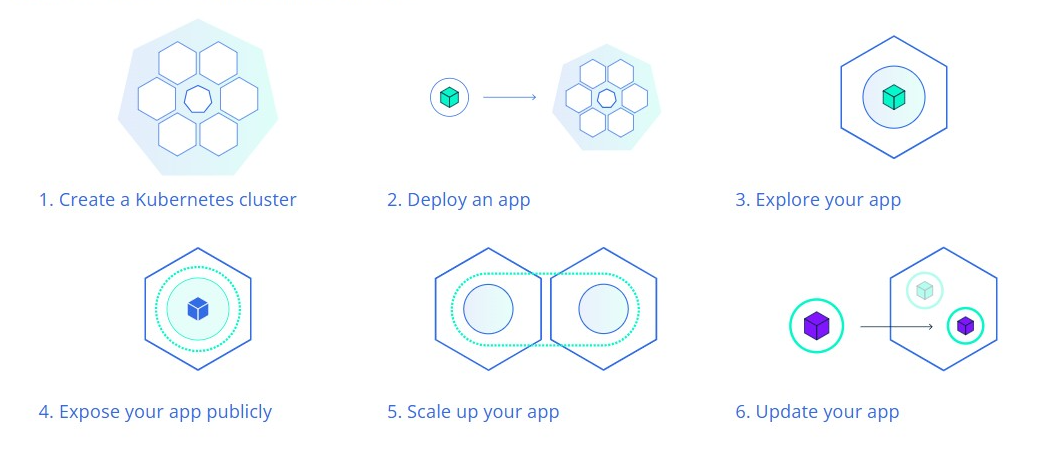 1. Create a Kubernetes cluster
2. Deploy an app
3. Explore your app
4. Expose your app publicly
5. Scale up your app
6. Update your app